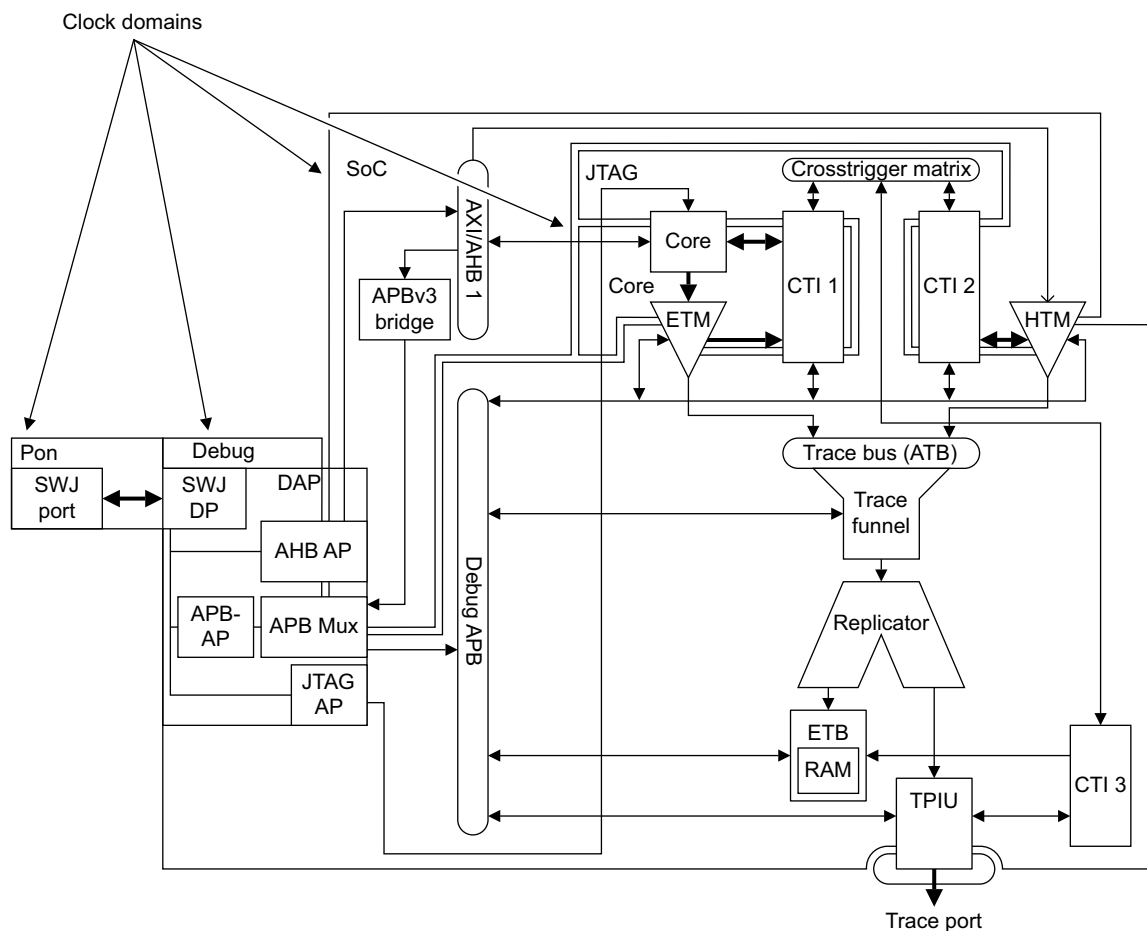 Clock domains
SoC
JTAG
Crosstrigger matrix
AXI/AHB 1
Core
CTI 1
CTI 2
APBv3
bridge
Core
ETM
HTM
Pon
Debug
Trace bus (ATB)
SWJ
port
SWJ
DP
DAP
Trace
funnel
AHB AP
Debug APB
APB-
AP
APB Mux
Replicator
JTAG
AP
ETB
RAM
CTI 3
TPIU
Trace port